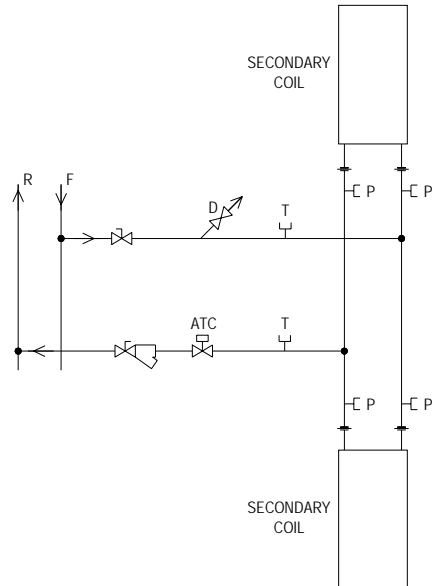 SECONDARY
COIL
R F
P P
D T
ATC T
P P
SECONDARY
COIL